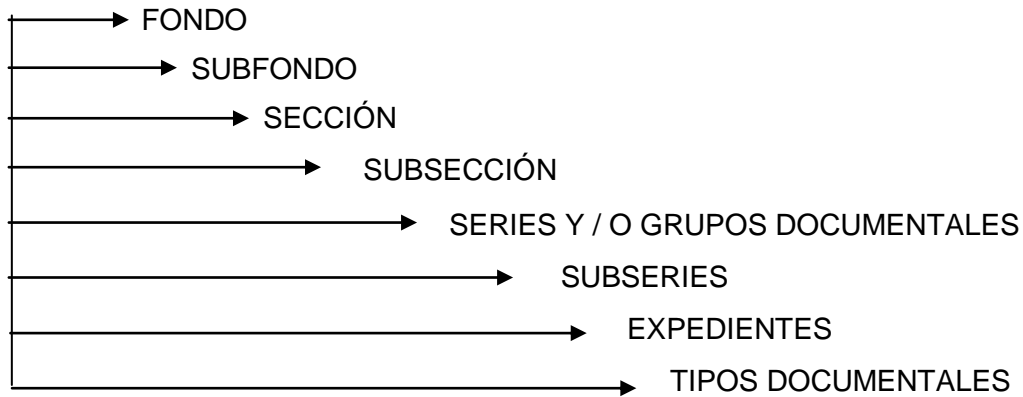 FONDO
SUBFONDO
SECCIÓN
SUBSECCIÓN
SERIES Y / O GRUPOS DOCUMENTALES
SUBSERIES
EXPEDIENTES
TIPOS DOCUMENTALES